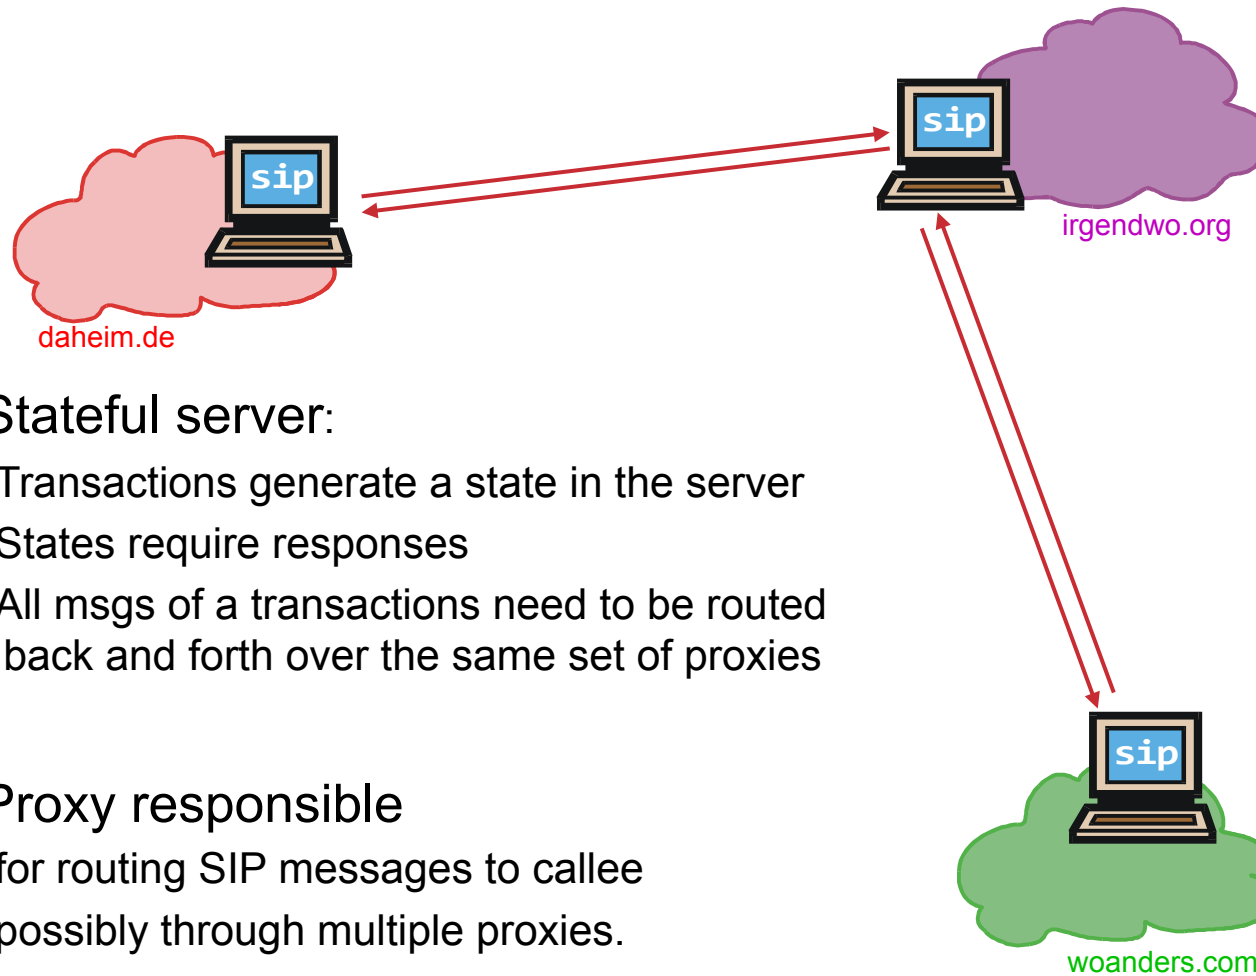 sip
irgendwo.org
sip
daheim.de
Stateful server:
Transactions generate a state in the server
States require responses
All msgs of a transactions need to be routed
back and forth over the same set of proxies
Proxy responsible
for routing SIP messages to callee
possibly through multiple proxies.
sip
woanders.com